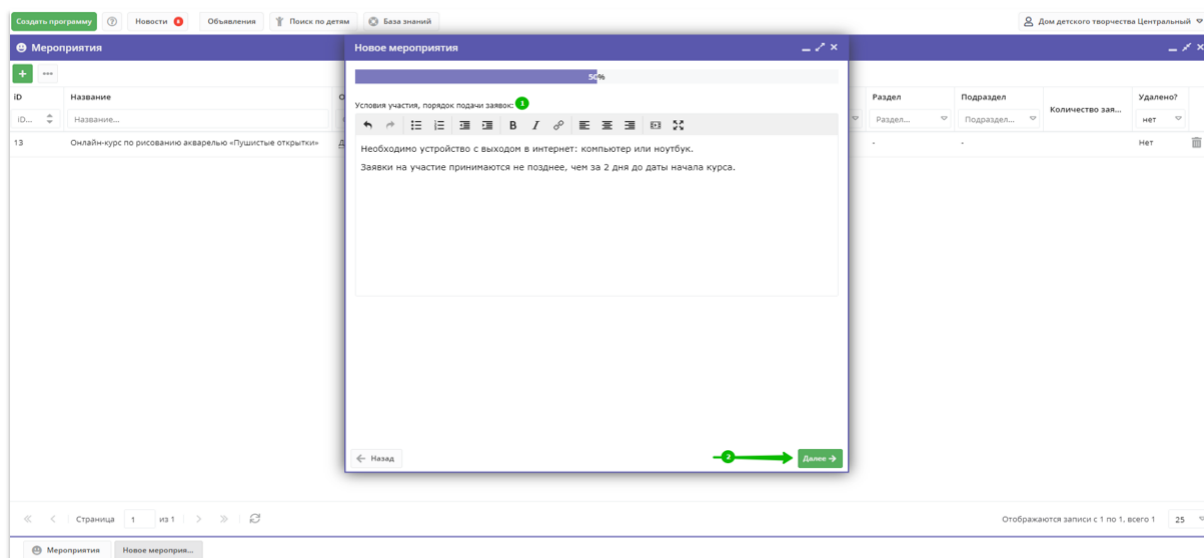 Создать программу
Новости
Объявления
Поиск по детям
База знаний
Дом детского творчества Центральный
Мероприятия
Новое мероприятия
50%
ID
Название
Раздел
Подраздел
Количество зая...
Удалено?
ID...
Название...
Раздел...
Подраздел...
нет
13
Онлайн-курс по рисованию акварелью «Пушистые открытки»
-
-
Нет
Условия участия, порядок подачи заявок:
1
B I
Необходимо устройство с выходом в интернет: компьютер или ноутбук.
Заявки на участие принимаются не позднее, чем за 2 дня до даты начала курса.
Назад
2
Далее
Страница 1 из 1
Отображаются записи с 1 по 1, всего 1
25
Мероприятия
Новое мероприя...